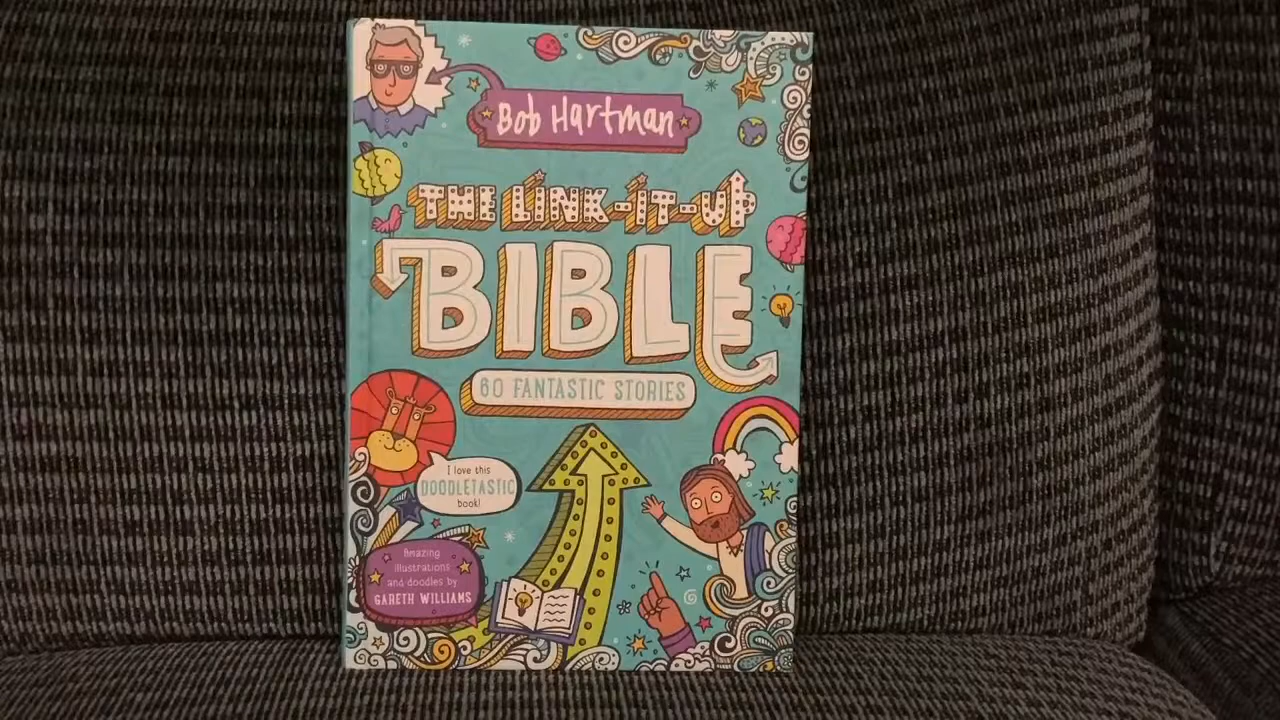 Bob Hartman
THE LINK-IT-UP
BIBLE
60 FANTASTIC STORIES
I love this
DOODLETASTIC
book!
Amazing
illustrations
and doodles by
GARETH WILLIAMS